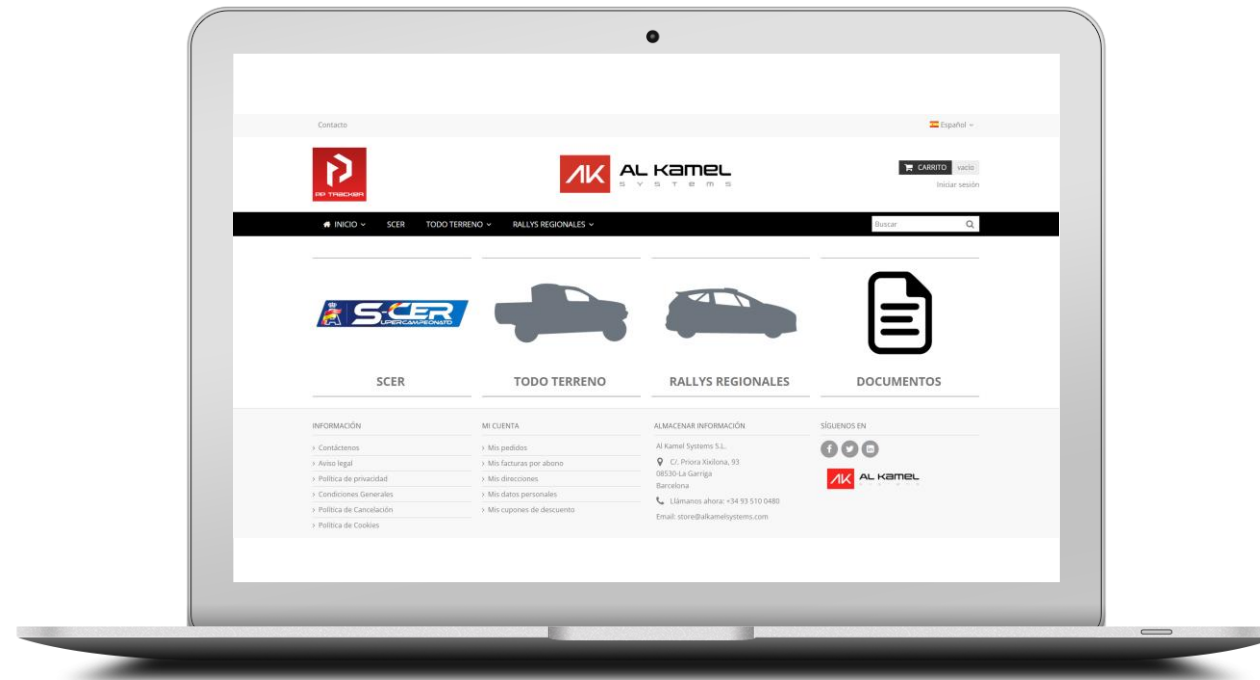 Contacto
Español
PP TRACKER
AK AL KAMEL
systems
CARRITO vacío
Iniciar sesión
INICIO SCER TODO TERRENO RALLYS REGIONALES
Buscar
S-CER
SUPERCAMPEONATO
SCER
TODO TERRENO
RALLYS REGIONALES
DOCUMENTOS
INFORMACIÓN
› Contáctenos
› Aviso legal
› Política de privacidad
› Condiciones Generales
› Política de Cancelación
› Política de Cookies
MI CUENTA
› Mis pedidos
› Mis facturas por abono
› Mis direcciones
› Mis datos personales
› Mis cupones de descuento
ALMACENAR INFORMACIÓN
Al Kamel Systems S.L.
C/. Priora Xixilona, 93
08530-La Garriga
Barcelona
Llámanos ahora: +34 93 510 0480
Email: store@alkamelsystems.com
SÍGUENOS EN
AK AL KAMEL